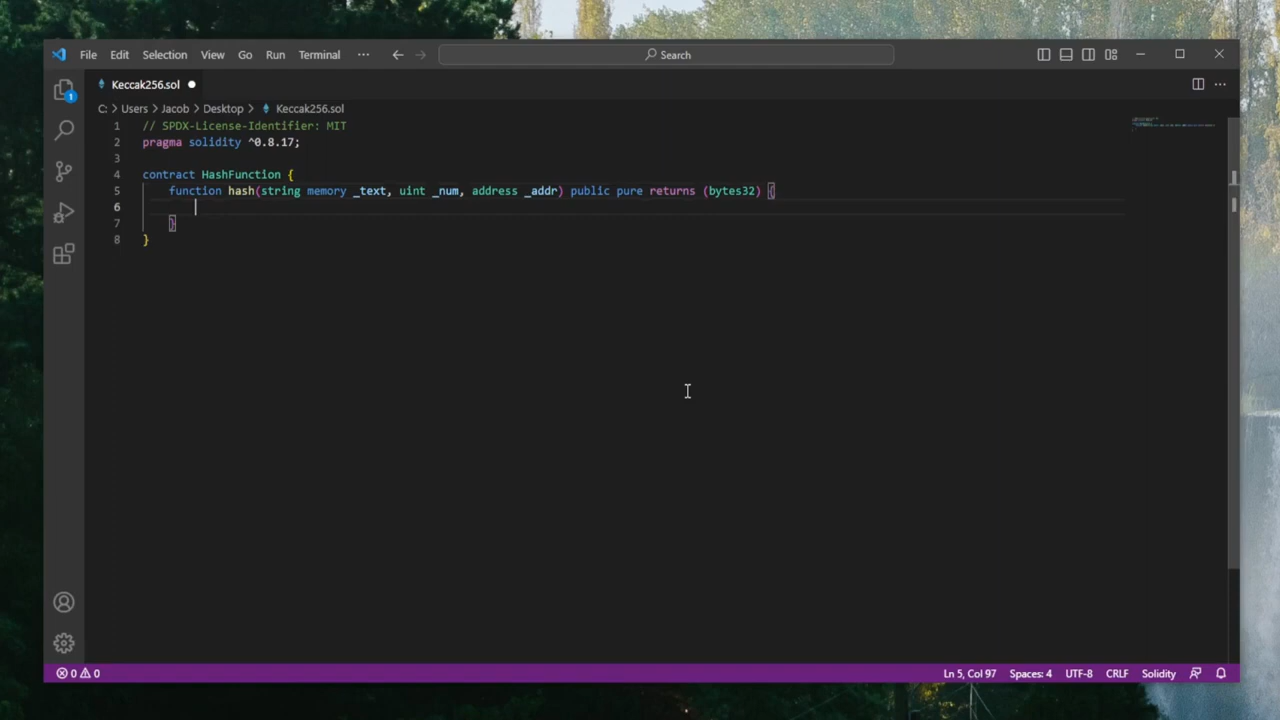 File Edit Selection View Go Run Terminal ··· Search
Keccak256.sol
C: > Users > Jacob > Desktop > Keccak256.sol
1 // SPDX-License-Identifier: MIT
2 pragma solidity ^0.8.17;
3
4 contract HashFunction {
5 function hash(string memory _text, uint _num, address _addr) public pure returns (bytes32) {
6
7 }
8 }
1
0 0 Ln 5, Col 97 Spaces: 4 UTF-8 CRLF Solidity